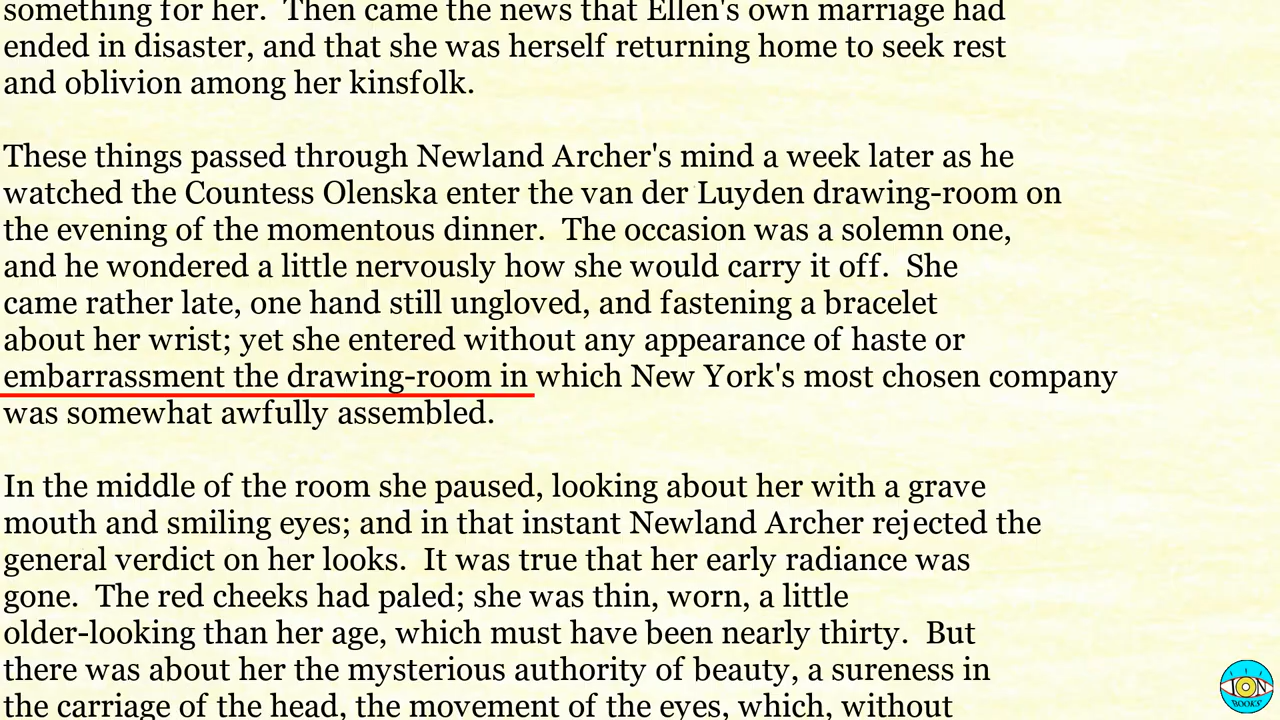 something for her.  Then came the news that Ellen's own marriage had
ended in disaster, and that she was herself returning home to seek rest
and oblivion among her kinsfolk.
These things passed through Newland Archer's mind a week later as he
watched the Countess Olenska enter the van der Luyden drawing-room on
the evening of the momentous dinner.  The occasion was a solemn one,
and he wondered a little nervously how she would carry it off.  She
came rather late, one hand still ungloved, and fastening a bracelet
about her wrist; yet she entered without any appearance of haste or
embarrassment the drawing-room in which New York's most chosen company
was somewhat awfully assembled.
In the middle of the room she paused, looking about her with a grave
mouth and smiling eyes; and in that instant Newland Archer rejected the
general verdict on her looks.  It was true that her early radiance was
gone.  The red cheeks had paled; she was thin, worn, a little
older-looking than her age, which must have been nearly thirty.  But
there was about her the mysterious authority of beauty, a sureness in
the carriage of the head, the movement of the eyes, which, without
ION
BOOKS